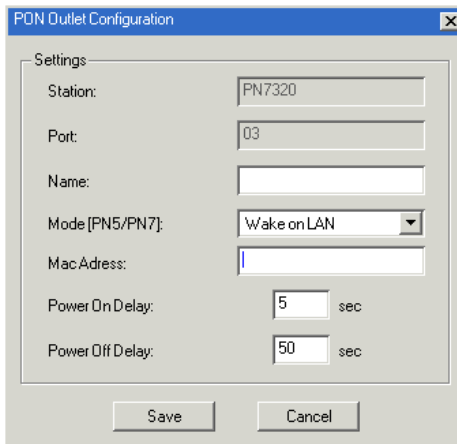 PON Outlet Configuration
Settings
Station: PN7320
Port: 03
Name:
Mode [PN5/PN7]: Wake on LAN
Mac Adress:
Power On Delay: 5 sec
Power Off Delay: 50 sec
Save Cancel